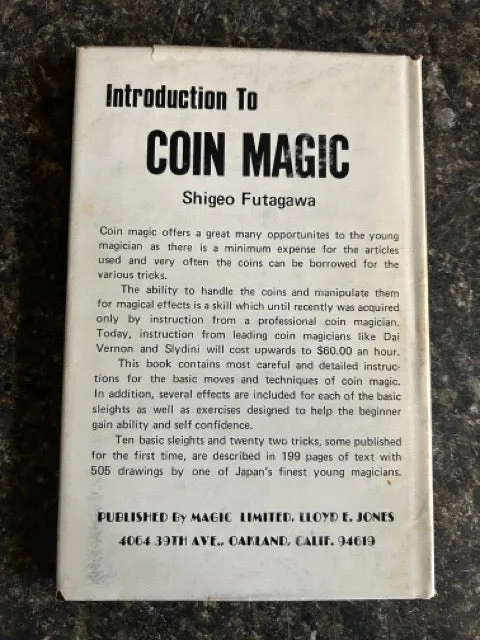 Introduction To
COIN MAGIC
Shigeo Futagawa
Coin magic offers a great many opportunites to the young
magician as there is a minimum expense for the articles
used and very often the coins can be borrowed for the
various tricks.
The ability to handle the coins and manipulate them
for magical effects is a skill which until recently was acquired
only by instruction from a professional coin magician.
Today, instruction from leading coin magicians like Dai
Vernon and Slydini will cost upwards to $60.00 an hour.
This book contains most careful and detailed instruc-
tions for the basic moves and techniques of coin magic.
In addition, several effects are included for each of the basic
sleights as well as exercises designed to help the beginner
gain ability and self confidence.
Ten basic sleights and twenty two tricks, some published
for the first time, are described in 199 pages of text with
505 drawings by one of Japan's finest young magicians.
PUBLISHED By MAGIC LIMITED, LLOYD E. JONES
4064 39TH AVE., OAKLAND, CALIF. 94619